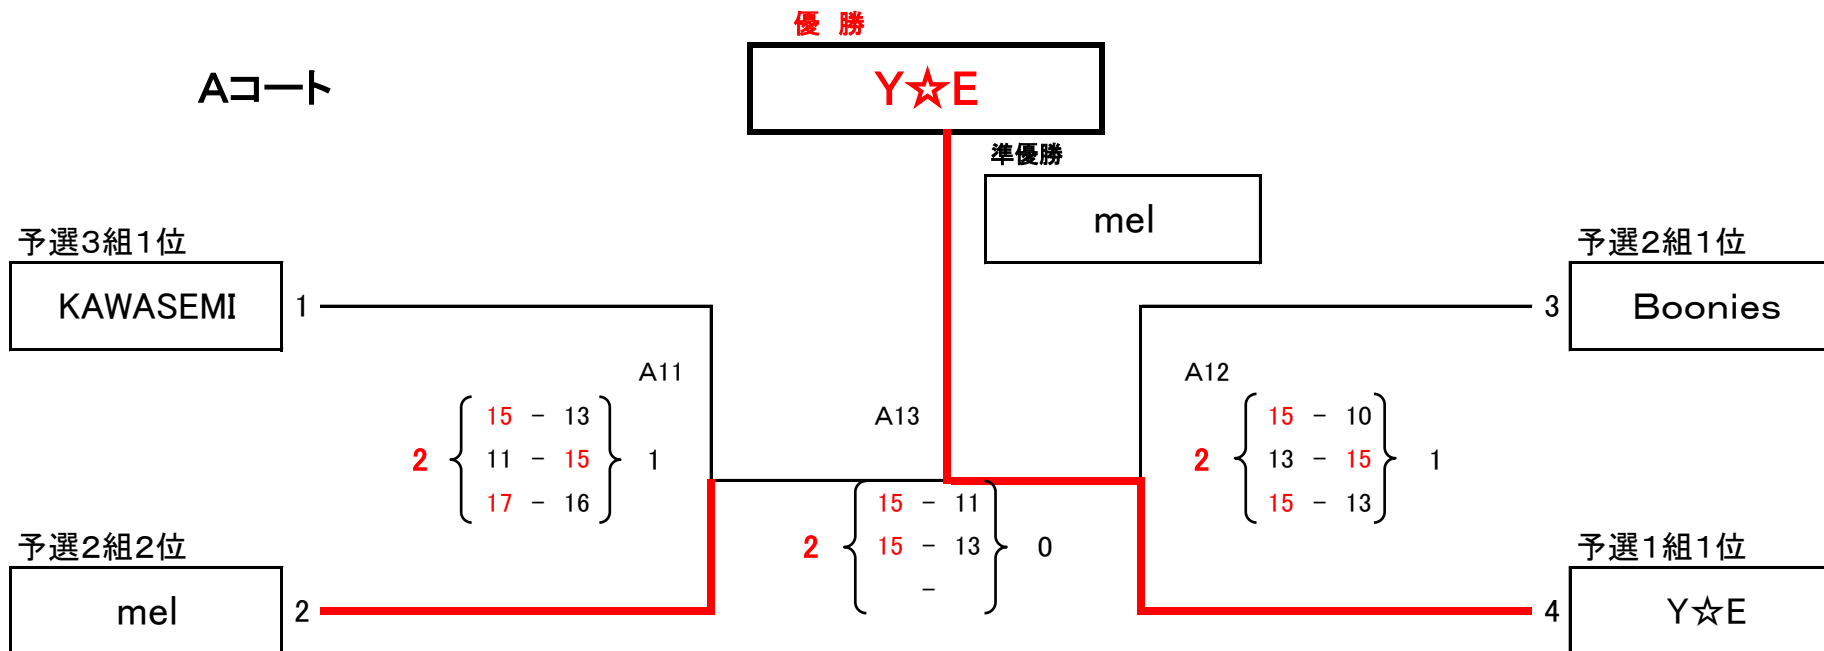 優 勝
Aコート
Y☆E
準優勝
mel
予選3組1位
予選2組1位
KAWASEMI 1
3 Boonies
A11
A12
A13
15 - 13
11 - 15
17 - 16
2 1
15 - 10
13 - 15
15 - 13
2 1
15 - 11
15 - 13
-
2 0
予選2組2位
予選1組1位
mel 2
4 Y☆E